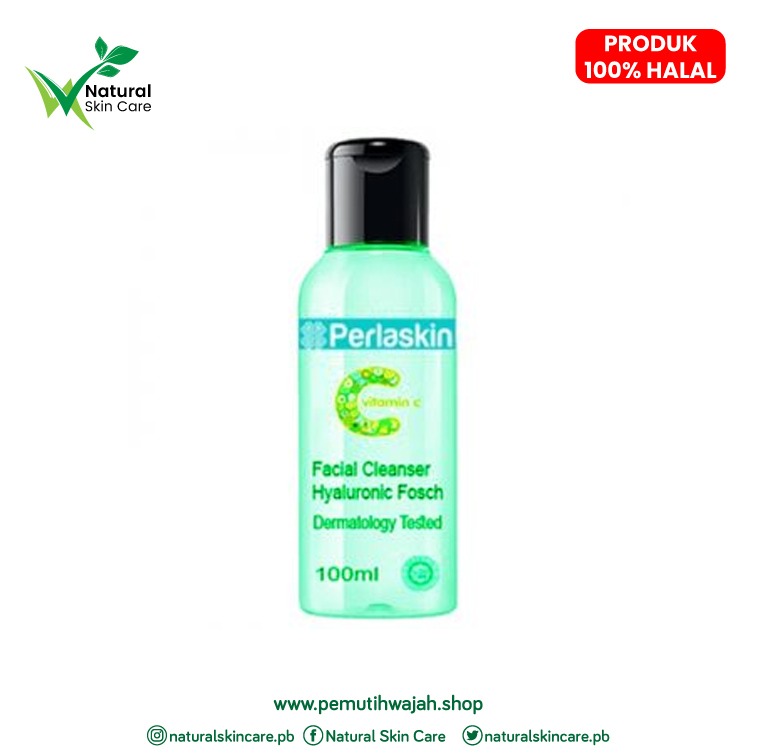 Natural
Skin Care
PRODUK
100% HALAL
Perlaskin
vitamin c
Facial Cleanser
Hyaluronic Fosch
Dermatology Tested
100ml
www.pemutihwajah.shop
naturalskincare.pb Natural Skin Care naturalskincare.pb